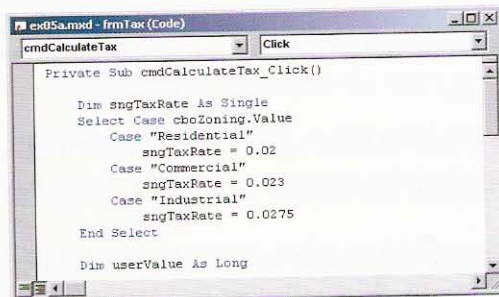 ex05a.mxd - frmTax (Code)
cmdCalculateTax Click
Private Sub cmdCalculateTax_Click()
Dim sngTaxRate As Single
Select Case cboZoning.Value
Case "Residential"
sngTaxRate = 0.02
Case "Commercial"
sngTaxRate = 0.023
Case "Industrial"
sngTaxRate = 0.0275
End Select
Dim userValue As Long